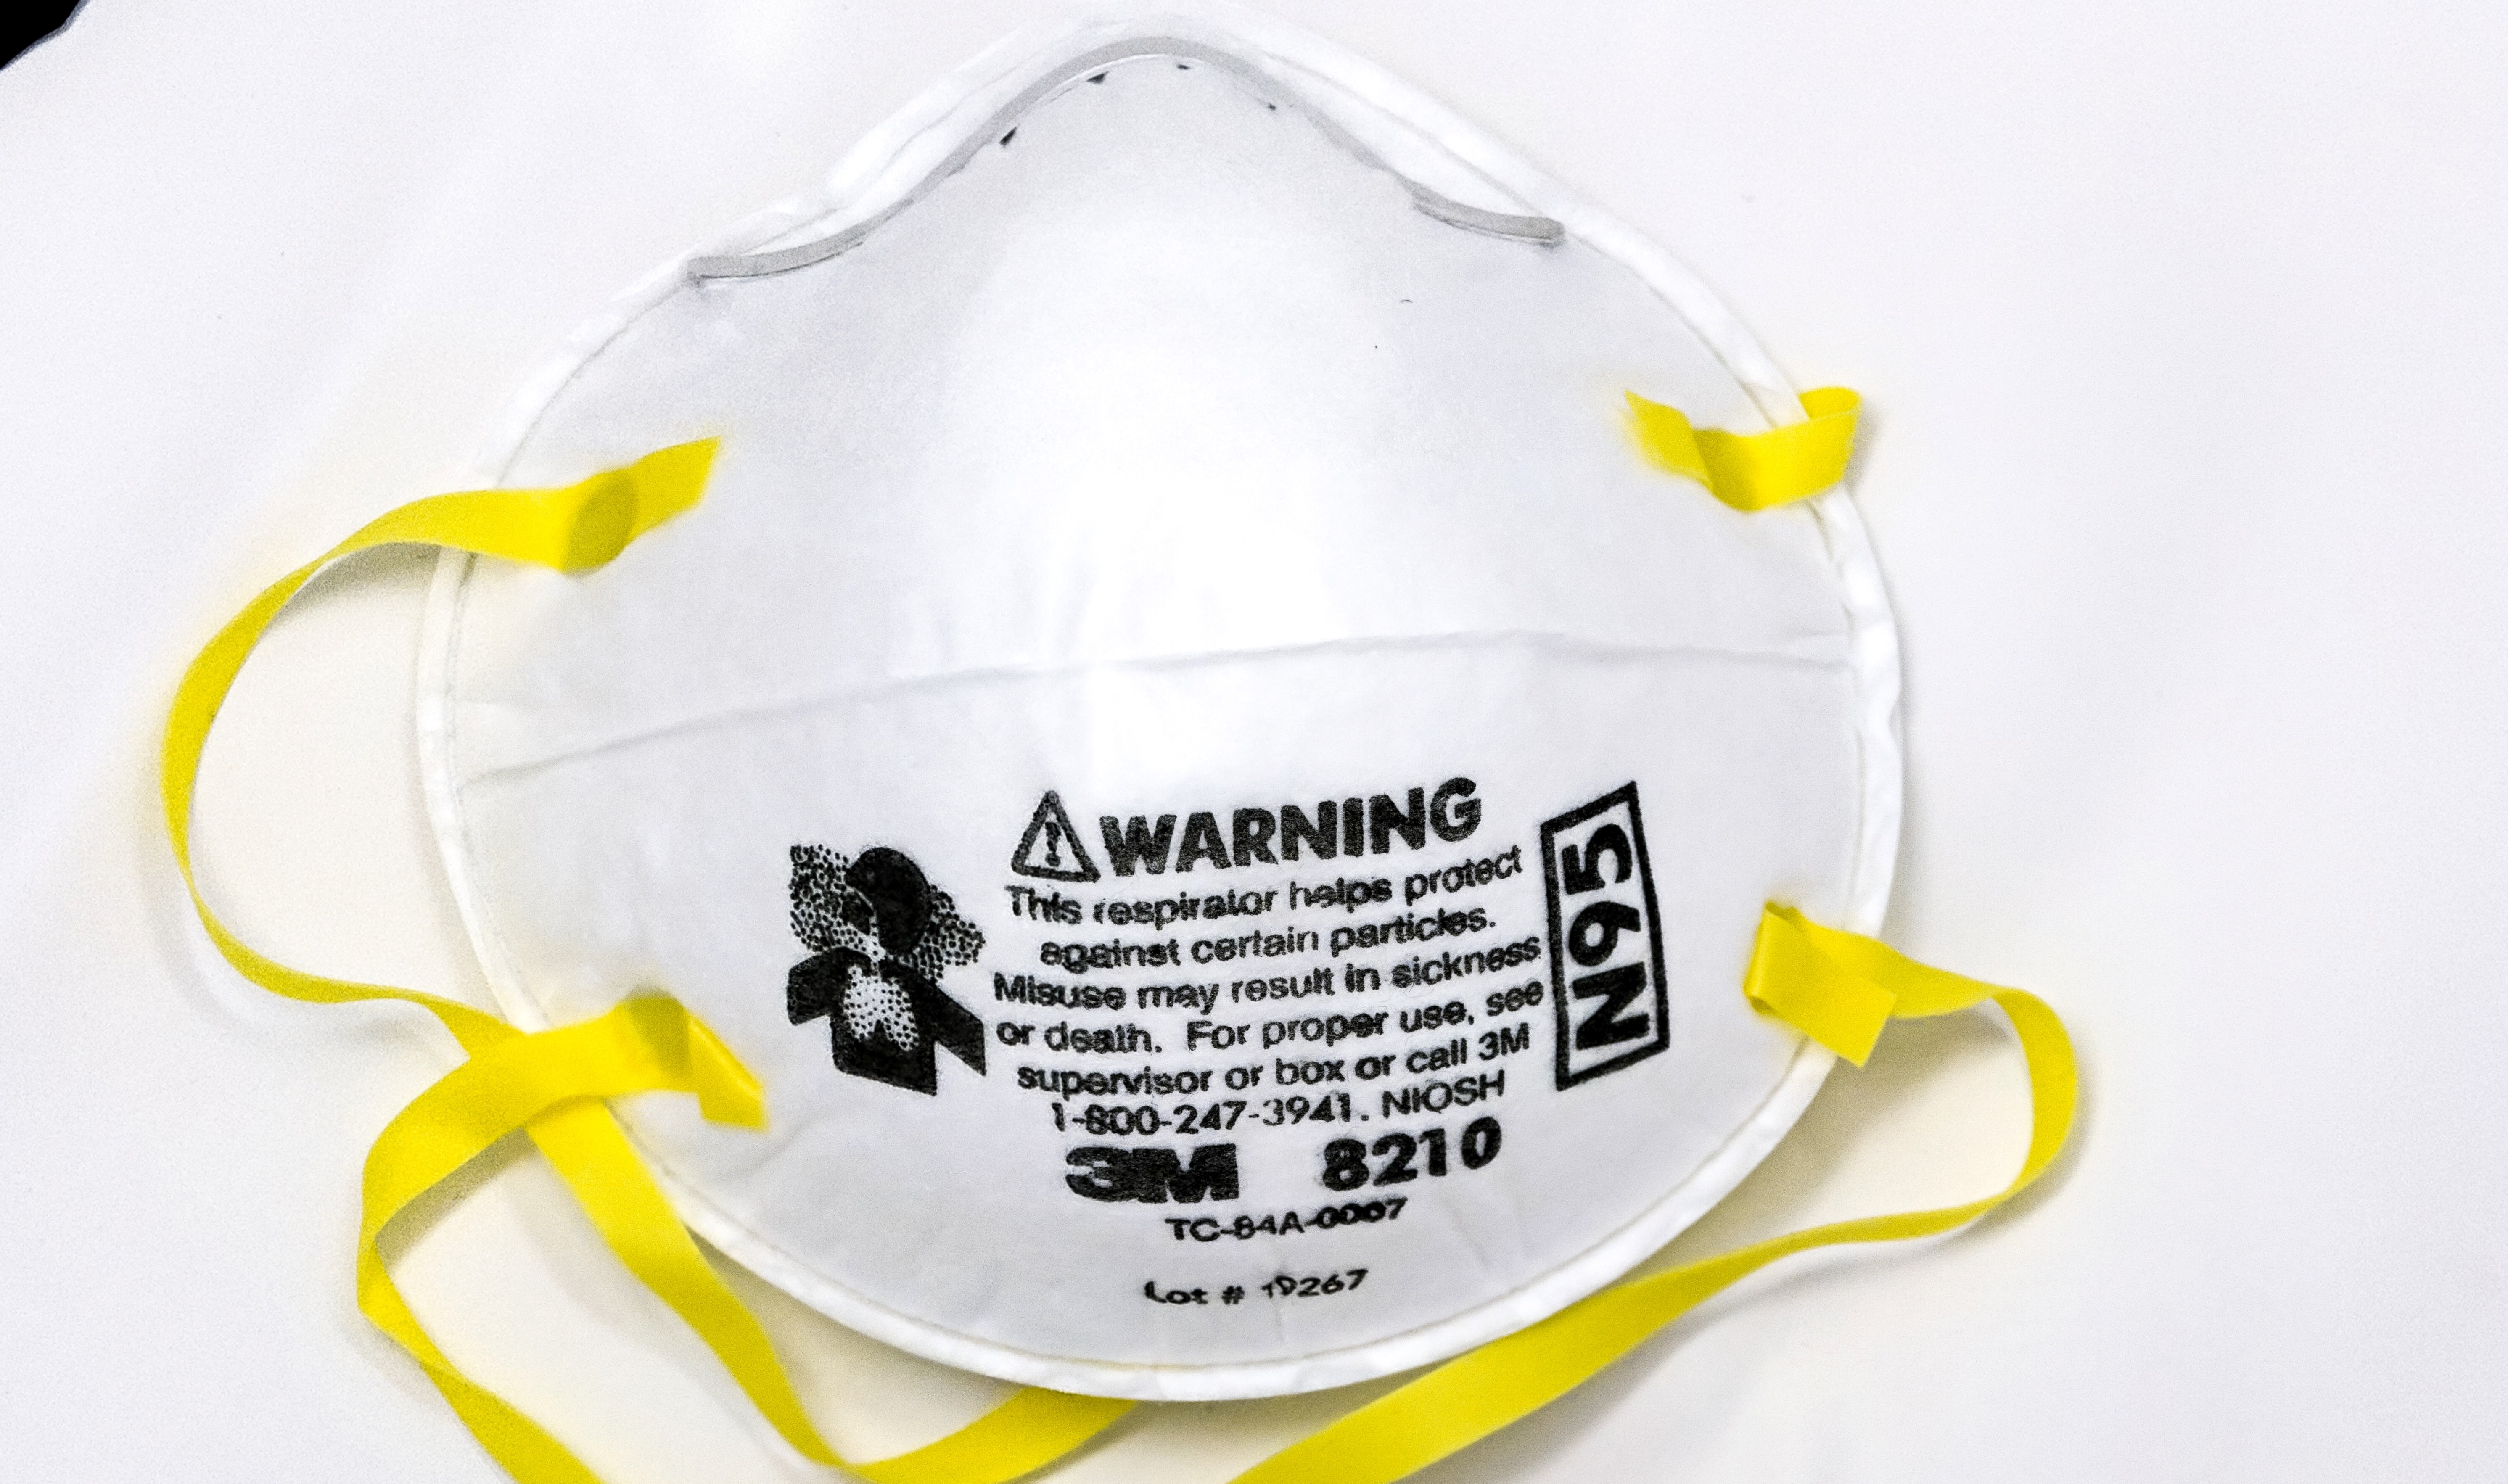 WARNING
This respirator helps protect
against certain particles.
Misuse may result in sickness
or death. For proper use, see
supervisor or box or call 3M
1-800-247-3941. NIOSH
3M 8210
TC-84A-0007
Lot # 19267
N95